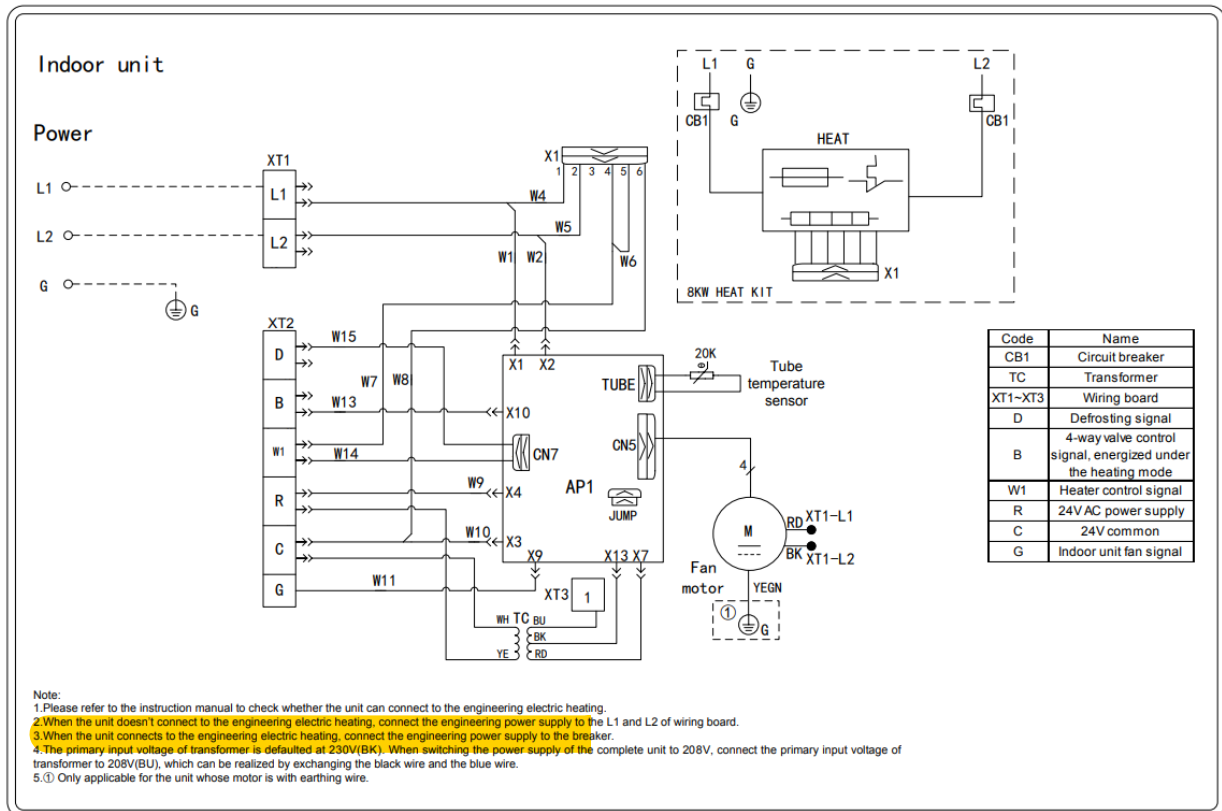 Indoor unit
Power
L1
L2
G
G
XT1
L1
L2
X1
1 2 3 4 5 6
W4
W5
W1
W2
W6
L1 G L2
CB1
G
CB1
HEAT
X1
8KW HEAT KIT
XT2
D
B
W1
R
C
G
W15
W7
W8
W13
W14
W9
W10
W11
X1 X2
X10
CN7
X4
X3
X9
X13 X7
TUBE
CN5
AP1
JUMP
20K
θ
Tube
temperature
sensor
4
M
RD XT1-L1
BK XT1-L2
Fan
motor
YEGN
①
G
XT3
1
WH TC BU
BK
YE RD
Code Name
CB1 Circuit breaker
TC Transformer
XT1~XT3 Wiring board
D Defrosting signal
B 4-way valve control
signal, energized under
the heating mode
W1 Heater control signal
R 24V AC power supply
C 24V common
G Indoor unit fan signal
Note:
1.Please refer to the instruction manual to check whether the unit can connect to the engineering electric heating.
2.When the unit doesn't connect to the engineering electric heating, connect the engineering power supply to the L1 and L2 of wiring board.
3.When the unit connects to the engineering electric heating, connect the engineering power supply to the breaker.
4.The primary input voltage of transformer is defaulted at 230V(BK). When switching the power supply of the complete unit to 208V, connect the primary input voltage of
transformer to 208V(BU), which can be realized by exchanging the black wire and the blue wire.
5.① Only applicable for the unit whose motor is with earthing wire.